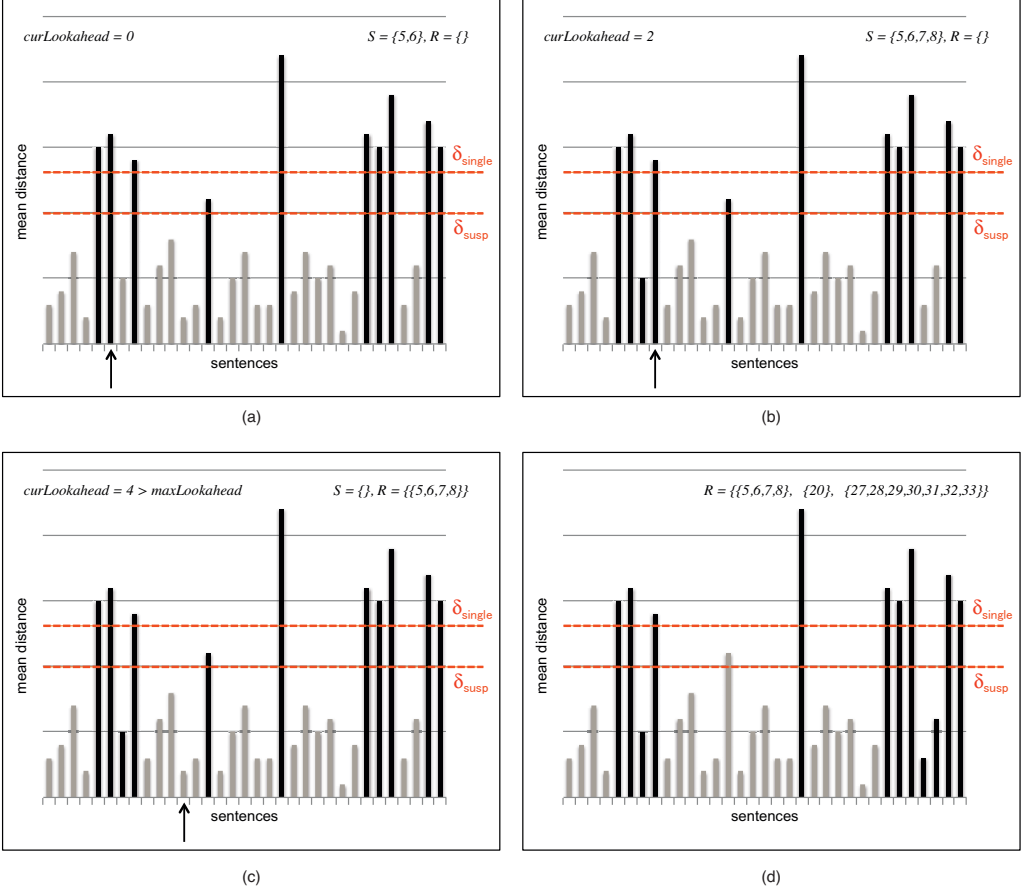 curLookahead = 0 S = {5,6}, R = {}
mean distance
δsingle
δsusp
sentences
(a)
curLookahead = 2 S = {5,6,7,8}, R = {}
mean distance
δsingle
δsusp
sentences
(b)
curLookahead = 4 > maxLookahead S = {}, R = {{5,6,7,8}}
mean distance
δsingle
δsusp
sentences
(c)
R = {{5,6,7,8}, {20}, {27,28,29,30,31,32,33}}
mean distance
δsingle
δsusp
sentences
(d)